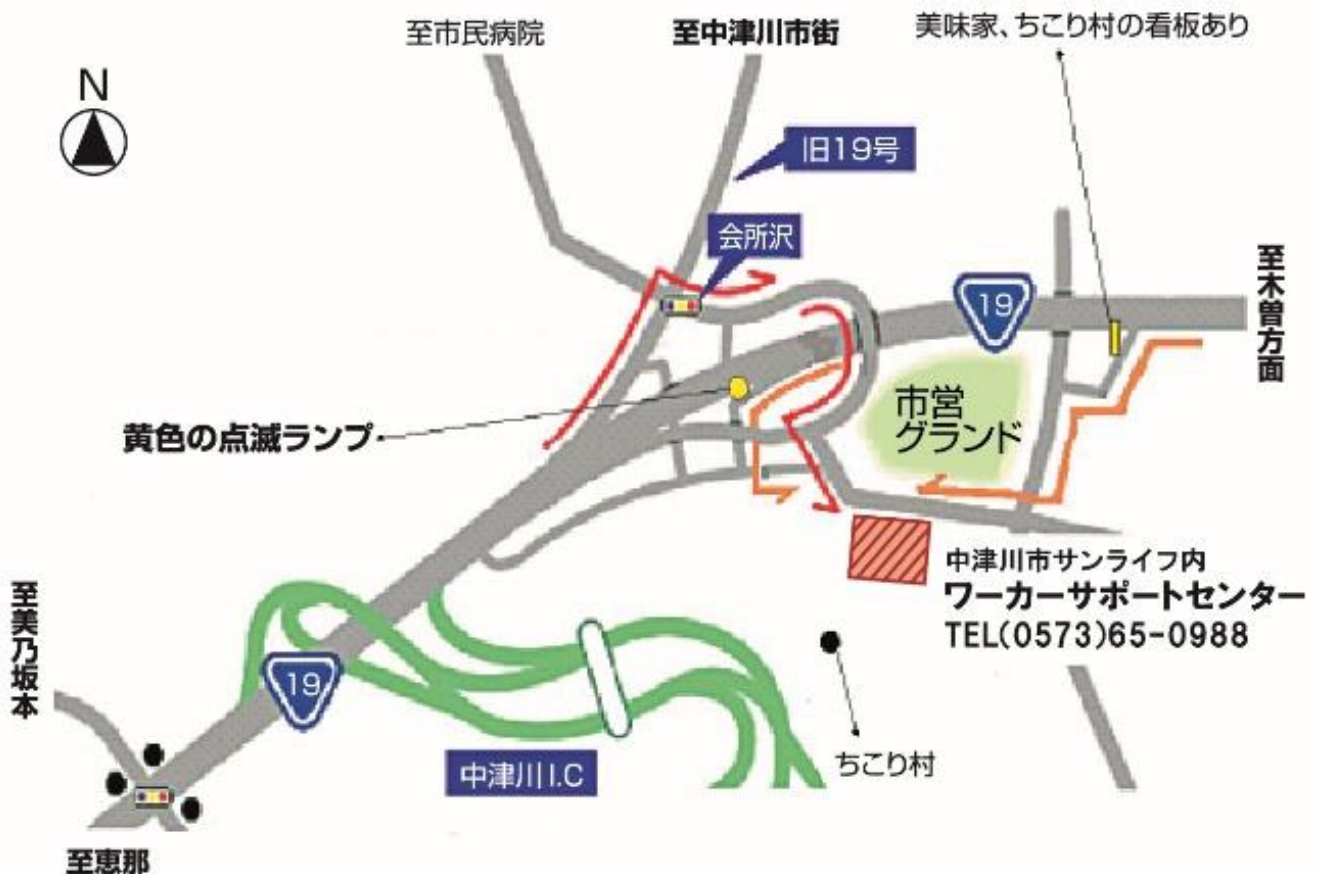 至市民病院
至中津川市街
美味家、ちこり村の看板あり
N
旧19号
会所沢
19
至木曽方面
黄色の点滅ランプ
市営
グランド
中津川市サンライフ内
ワーカーサポートセンター
TEL(0573)65-0988
至美乃坂本
19
中津川I.C
ちこり村
至恵那